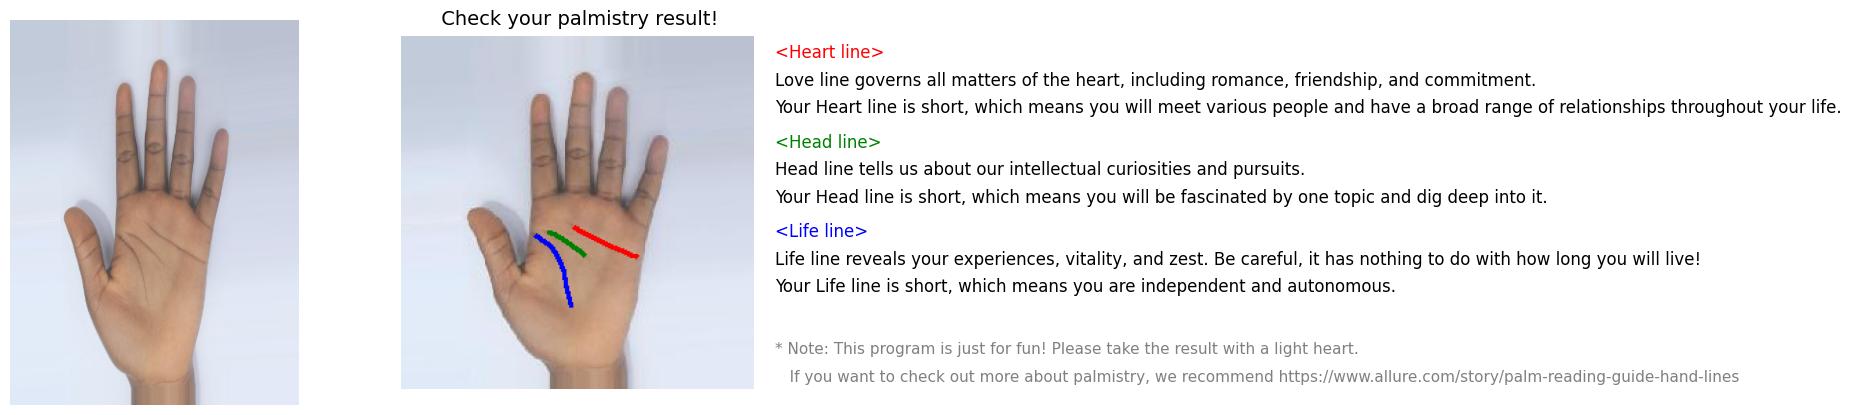 Check your palmistry result!
<Heart line>
Love line governs all matters of the heart, including romance, friendship, and commitment.
Your Heart line is short, which means you will meet various people and have a broad range of relationships throughout your life.
<Head line>
Head line tells us about our intellectual curiosities and pursuits.
Your Head line is short, which means you will be fascinated by one topic and dig deep into it.
<Life line>
Life line reveals your experiences, vitality, and zest. Be careful, it has nothing to do with how long you will live!
Your Life line is short, which means you are independent and autonomous.
* Note: This program is just for fun! Please take the result with a light heart.
If you want to check out more about palmistry, we recommend https://www.allure.com/story/palm-reading-guide-hand-lines